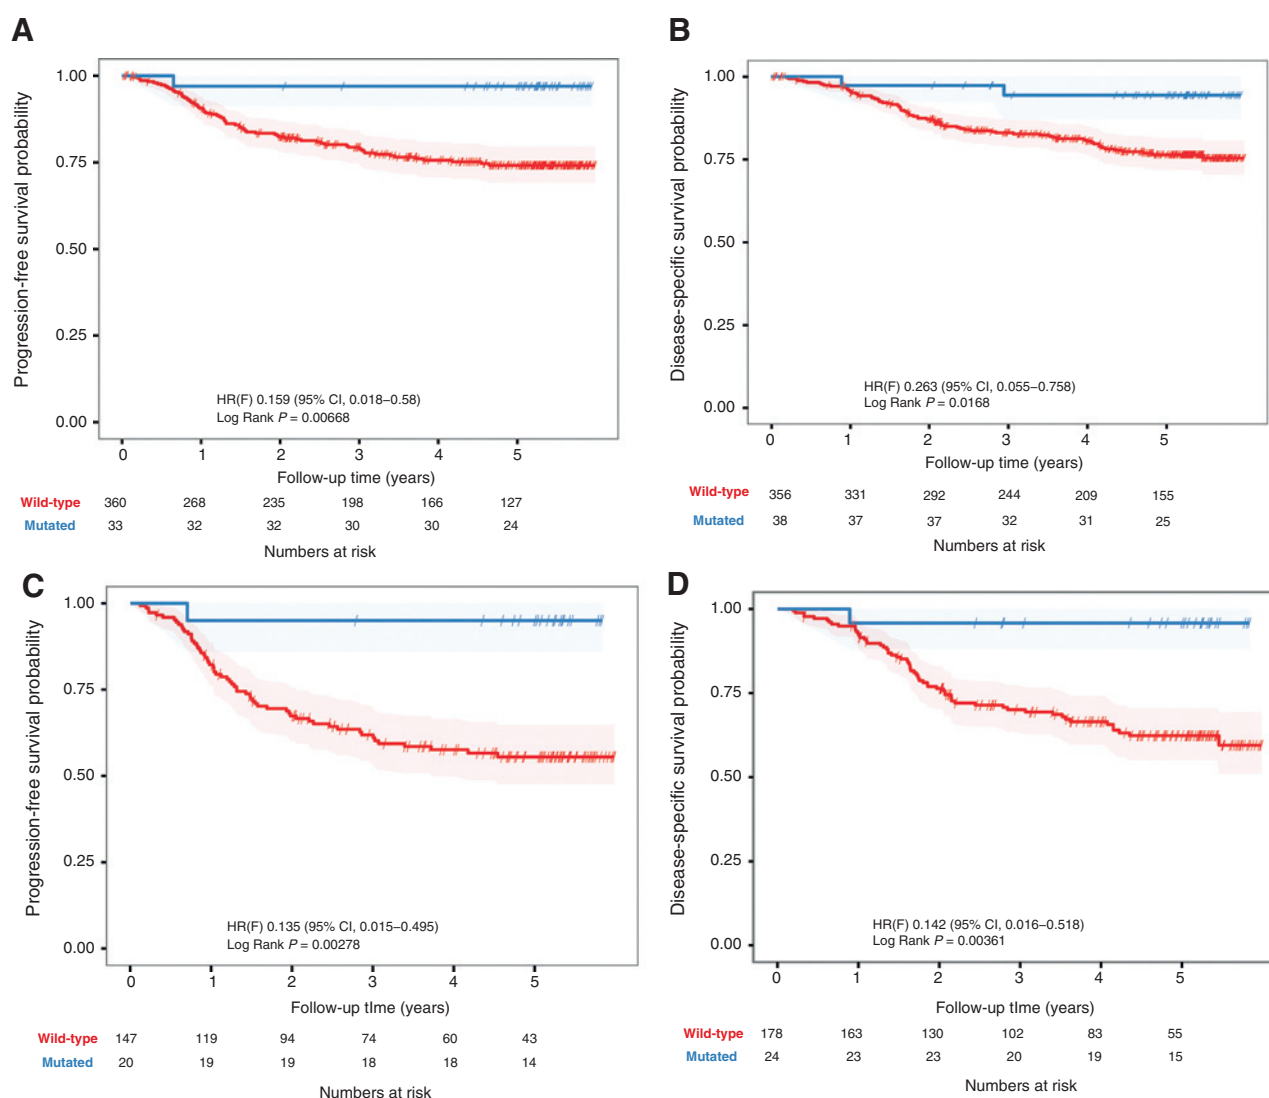 A
Progression-free survival probability
1.00
0.75
0.50
0.25
0.00
HR(F) 0.159 (95% CI, 0.018–0.58)
Log Rank P = 0.00668
0 1 2 3 4 5
Follow-up time (years)
Wild-type 360 268 235 198 166 127
Mutated 33 32 32 30 30 24
Numbers at risk
B
Disease-specific survival probability
1.00
0.75
0.50
0.25
0.00
HR(F) 0.263 (95% CI, 0.055–0.758)
Log Rank P = 0.0168
0 1 2 3 4 5
Follow-up time (years)
Wild-type 356 331 292 244 209 155
Mutated 38 37 37 32 31 25
Numbers at risk
C
Progression-free survival probability
1.00
0.75
0.50
0.25
0.00
HR(F) 0.135 (95% CI, 0.015–0.495)
Log Rank P = 0.00278
0 1 2 3 4 5
Follow-up tIme (years)
Wild-type 147 119 94 74 60 43
Mutated 20 19 19 18 18 14
Numbers at risk
D
Disease-specific survival probability
1.00
0.75
0.50
0.25
0.00
HR(F) 0.142 (95% CI, 0.016–0.518)
Log Rank P = 0.00361
0 1 2 3 4 5
Follow-up tIme (years)
Wild-type 178 163 130 102 83 55
Mutated 24 23 23 20 19 15
Numbers at risk